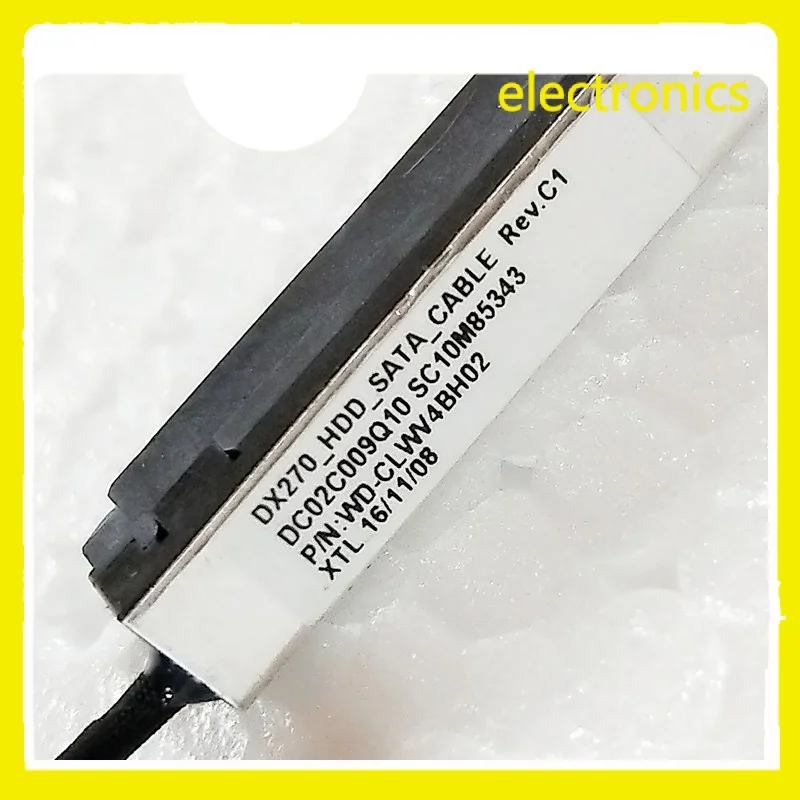 electronics
DX270_HDD_SATA_CABLE Rev.C1
DC02C009Q10 SC10M85343
P/N:WD-CLWV4BH02
XTL 16/11/08